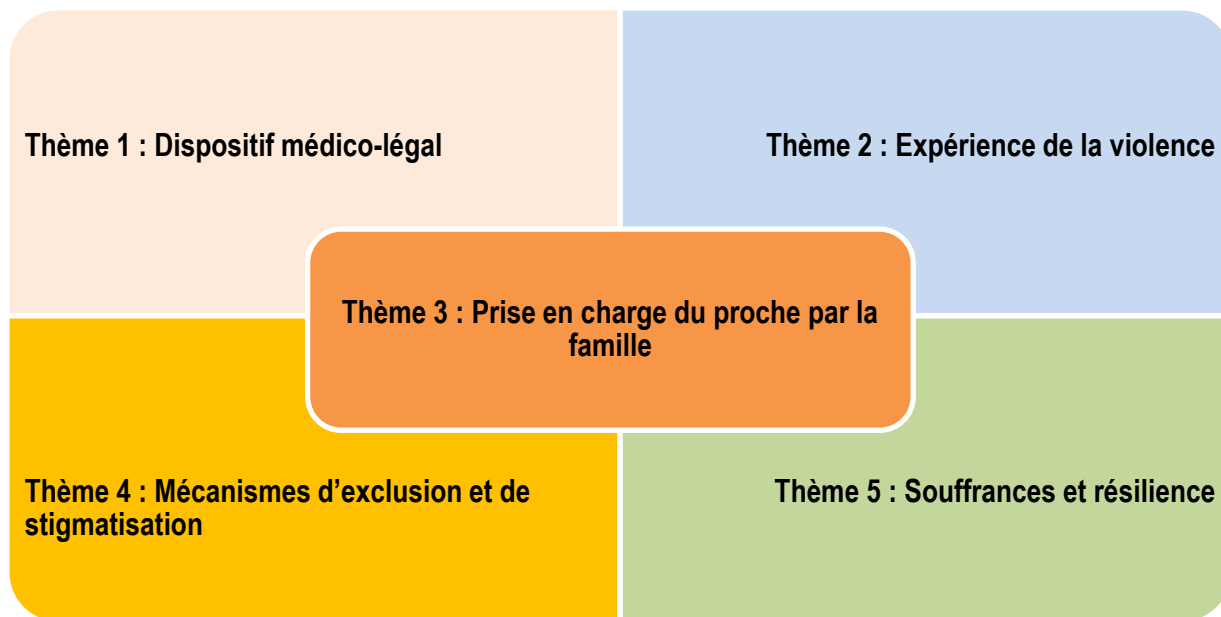 Thème 1 : Dispositif médico-légal
Thème 2 : Expérience de la violence
Thème 3 : Prise en charge du proche par la
famille
Thème 4 : Mécanismes d’exclusion et de
stigmatisation
Thème 5 : Souffrances et résilience